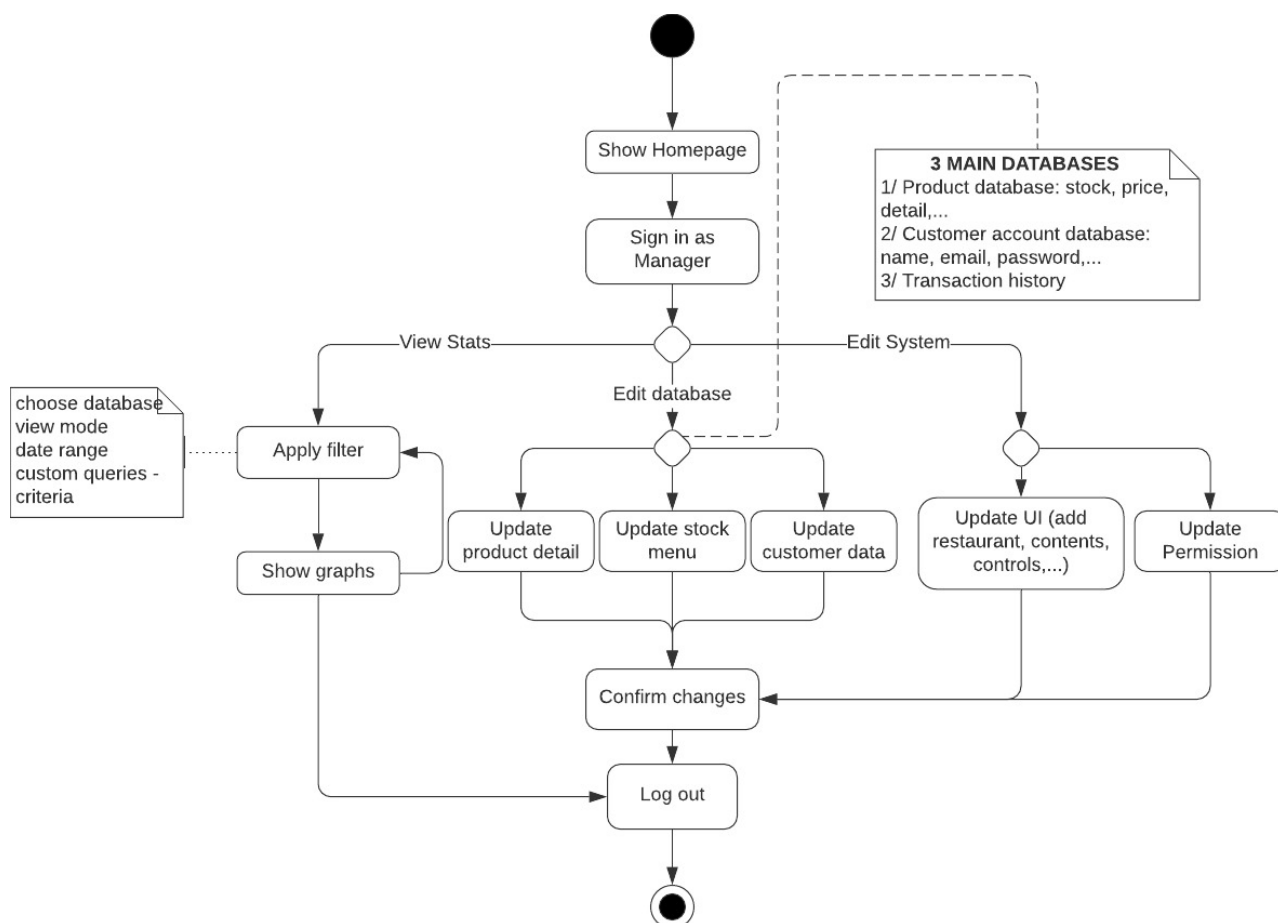 Show Homepage
3 MAIN DATABASES
1/ Product database: stock, price,
detail,...
2/ Customer account database:
name, email, password,...
3/ Transaction history
Sign in as
Manager
View Stats
Edit System
Edit database
choose database
view mode
date range
custom queries -
criteria
Apply filter
Show graphs
Update
product detail
Update stock
menu
Update
customer data
Update UI (add
restaurant, contents,
controls,...)
Update
Permission
Confirm changes
Log out